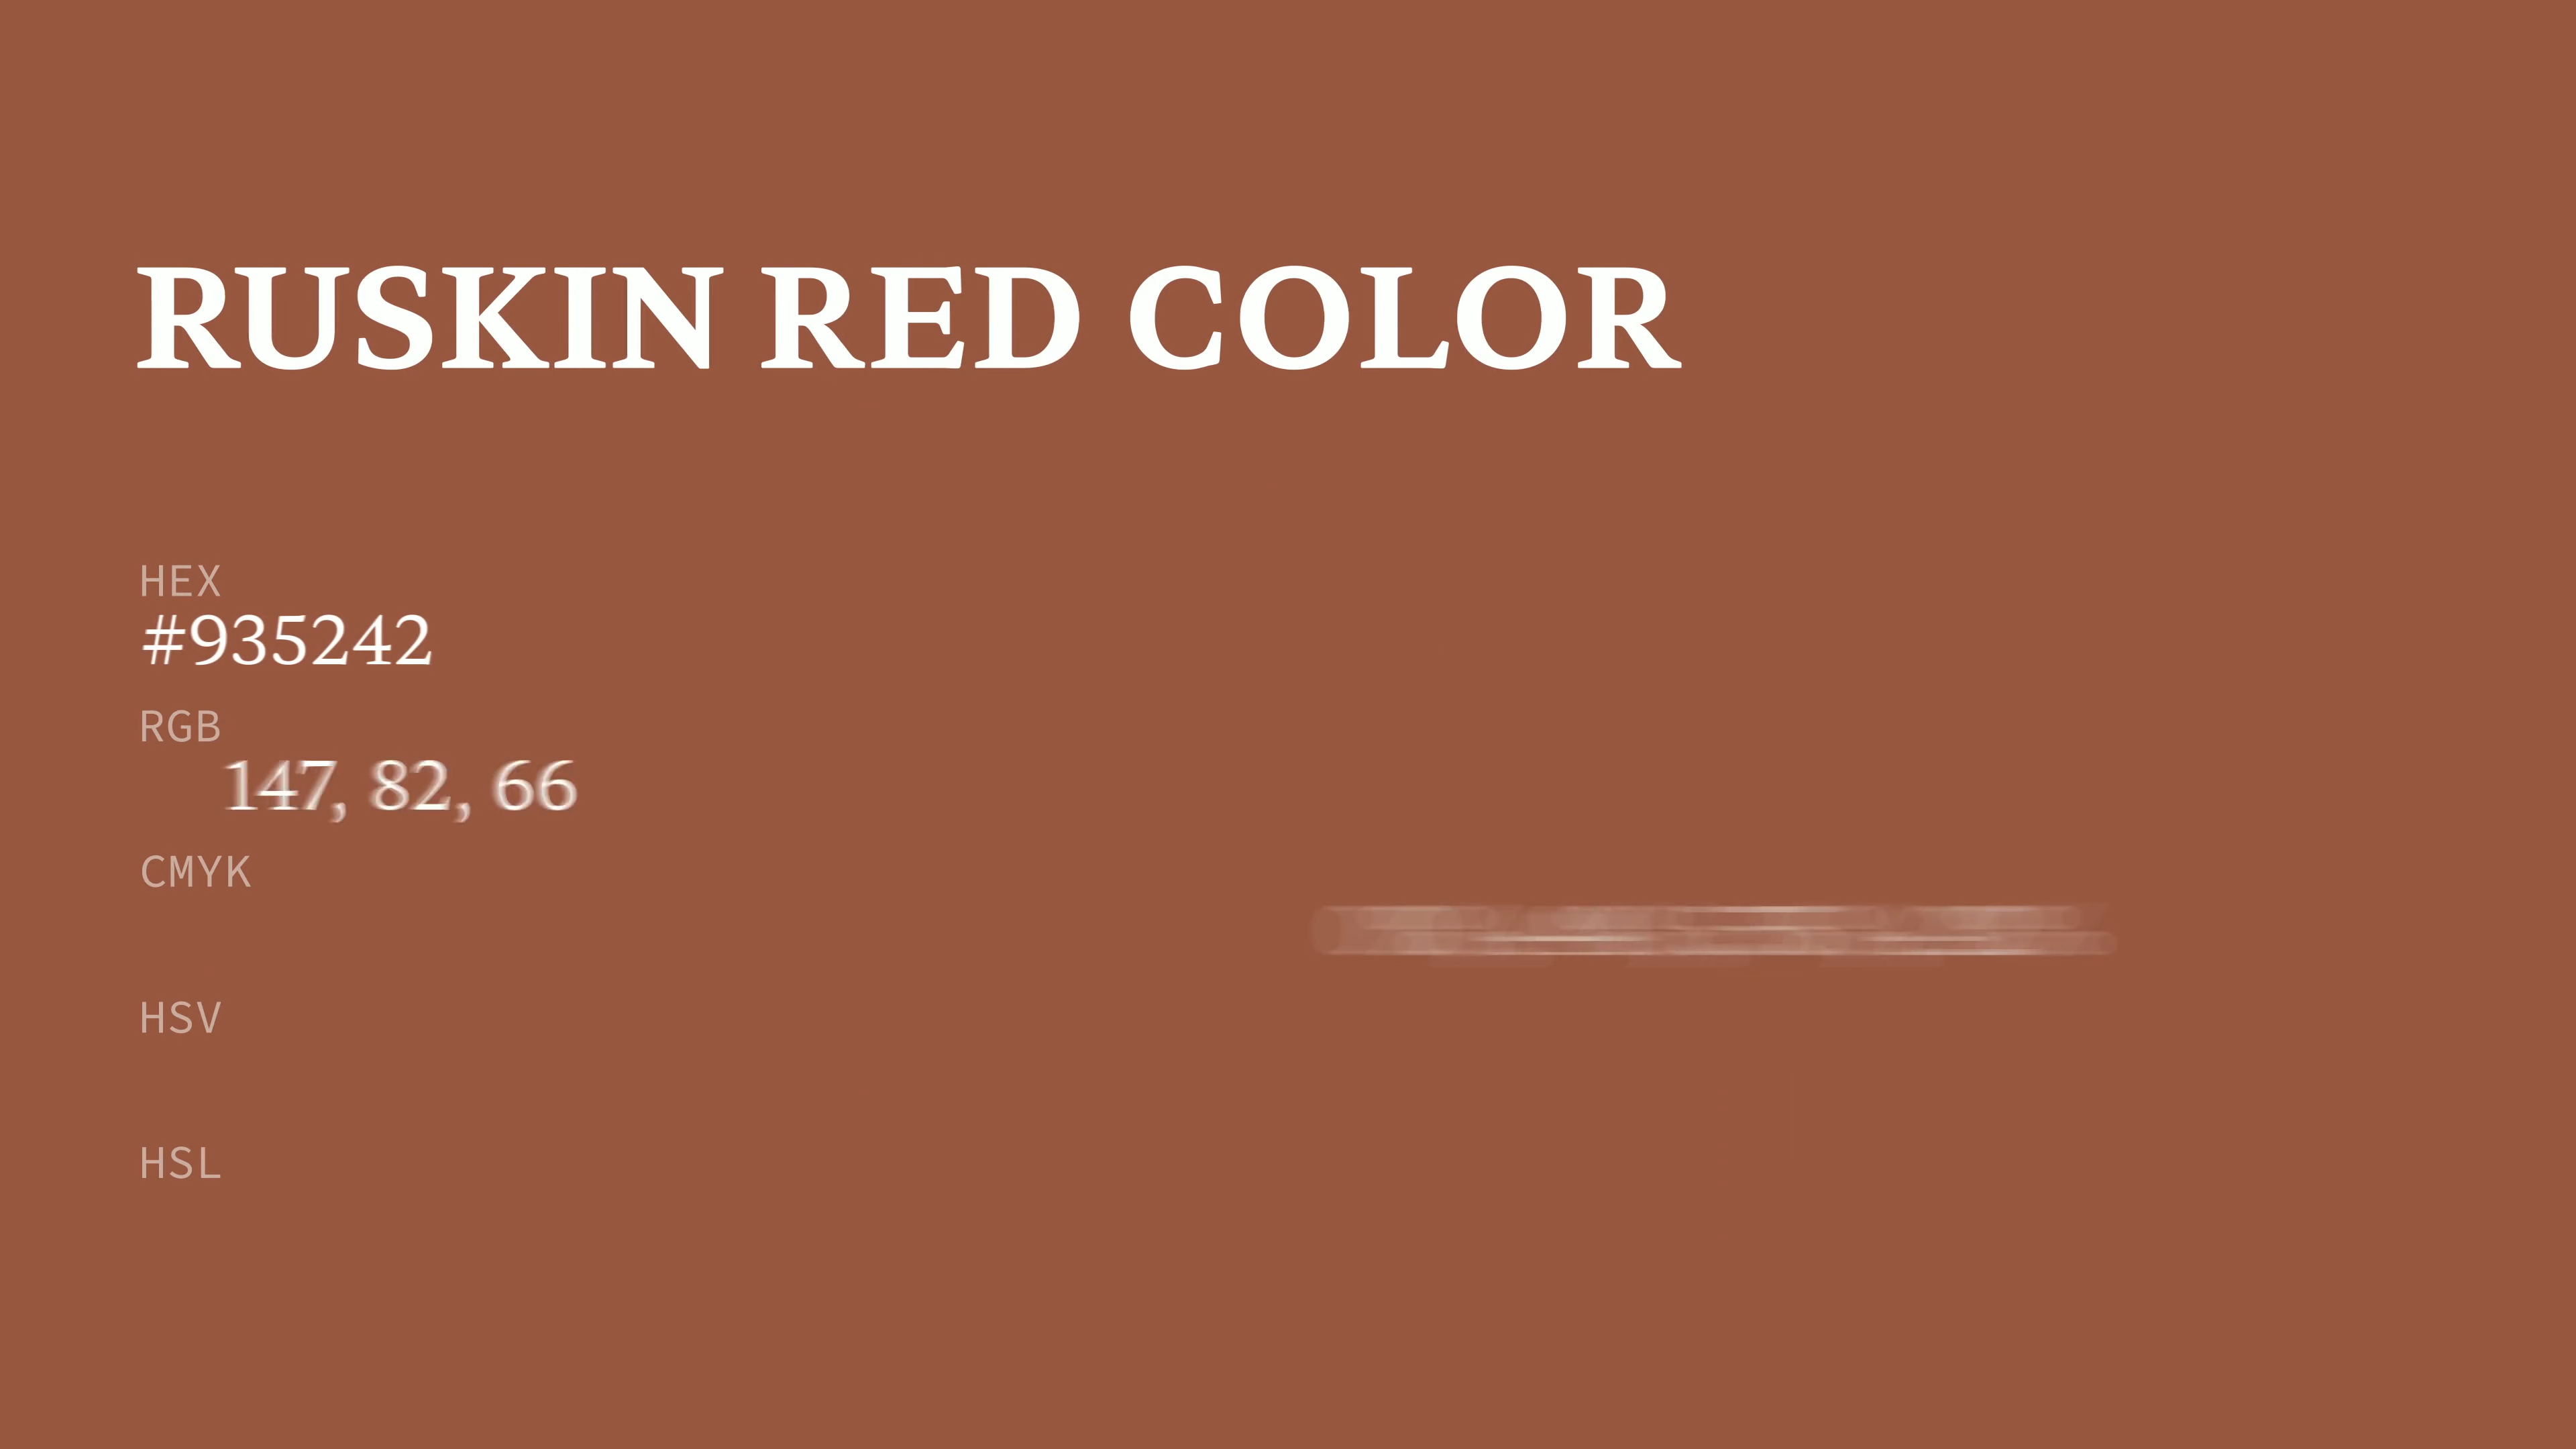 RUSKIN RED COLOR
HEX
#935242
RGB
147, 82, 66
CMYK
HSV
HSL